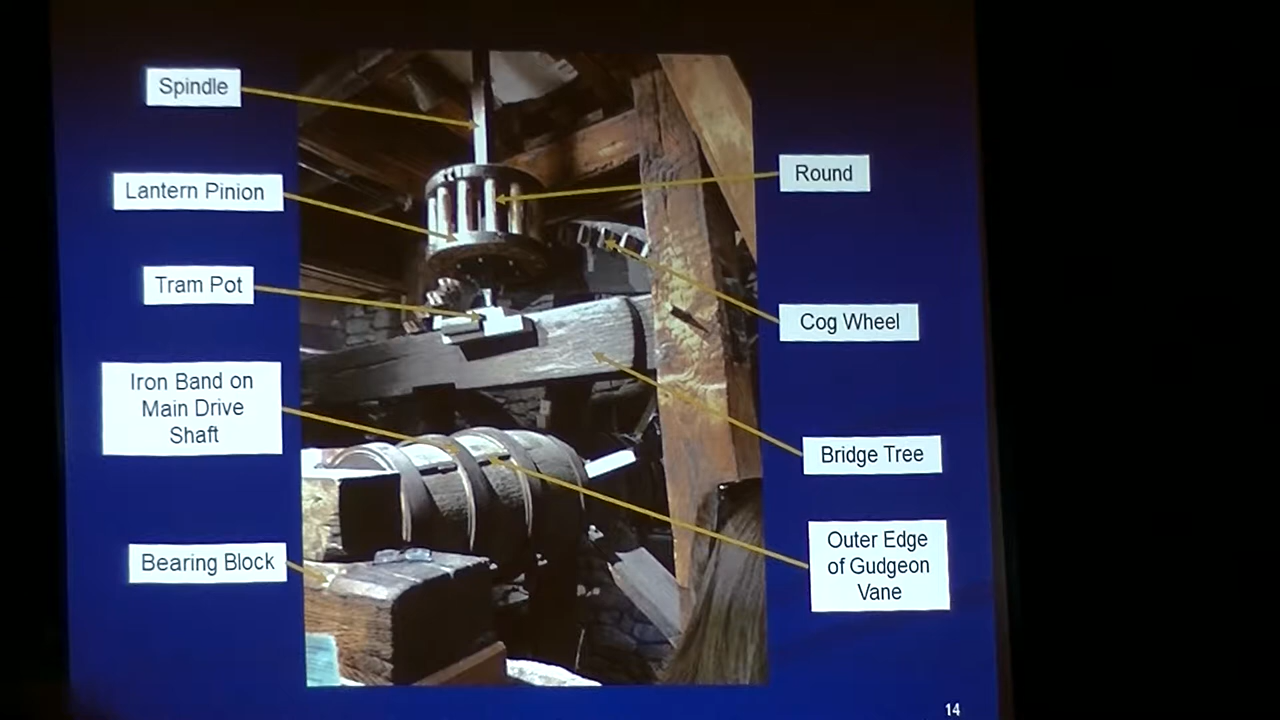 Spindle
Lantern Pinion
Tram Pot
Iron Band on
Main Drive
Shaft
Bearing Block
Round
Cog Wheel
Bridge Tree
Outer Edge
of Gudgeon
Vane
14